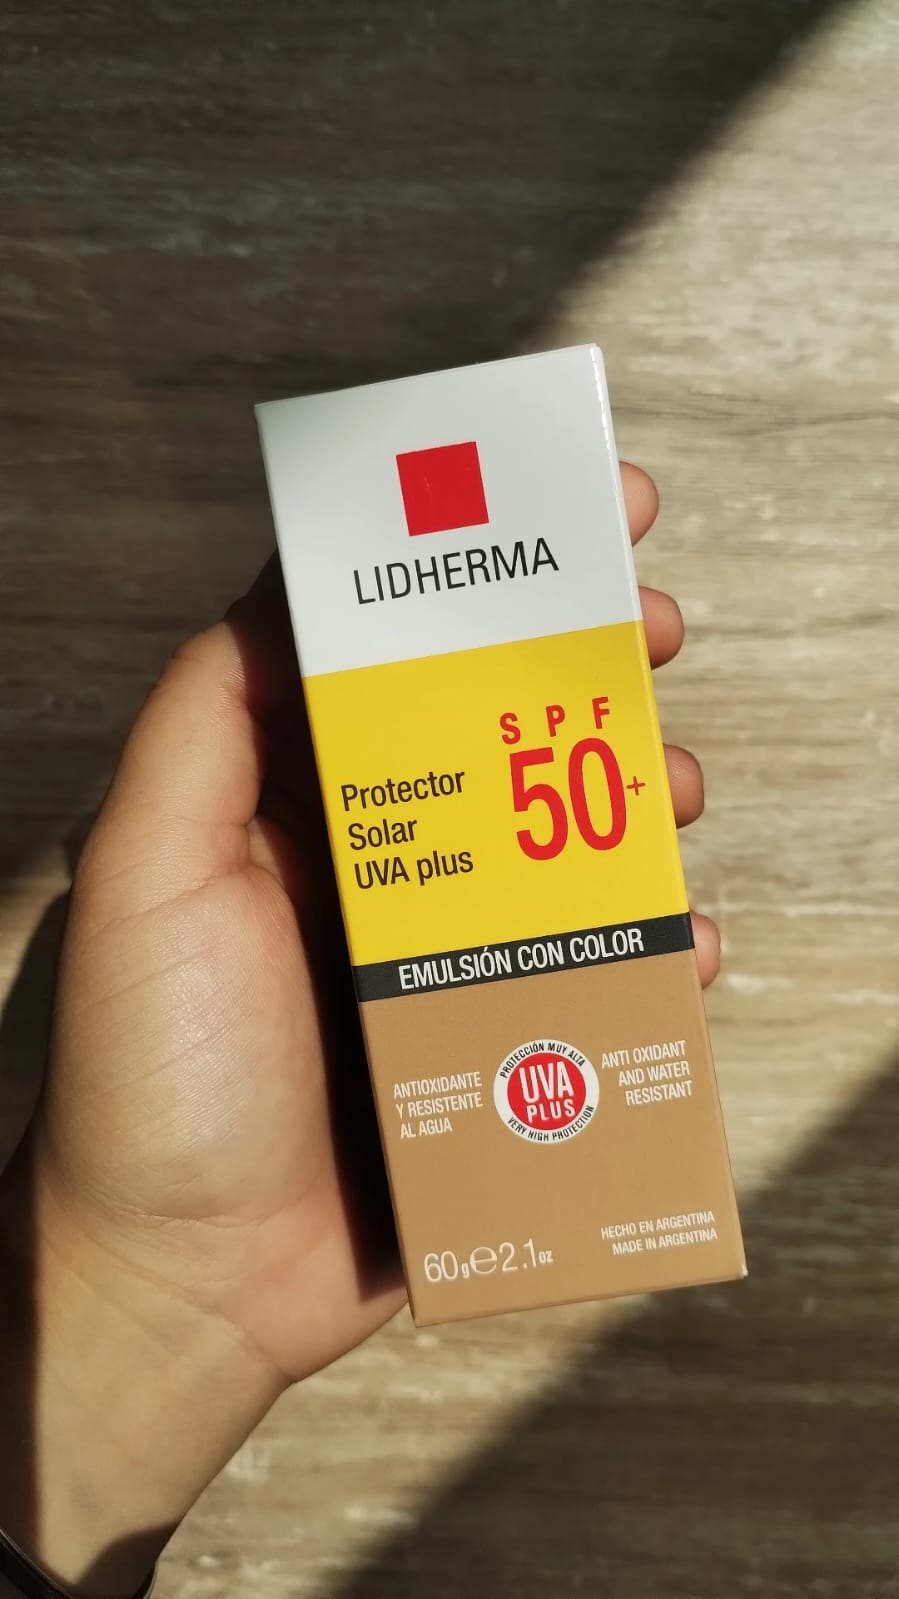 LIDHERMA
SPF
50+
Protector
Solar
UVA plus
EMULSIÓN CON COLOR
ANTIOXIDANTE
Y RESISTENTE
AL AGUA
PROTECCIÓN MUY ALTA
UVA
PLUS
VERY HIGH PROTECTION
ANTI OXIDANT
AND WATER
RESISTANT
60g℮2.1oz
HECHO EN ARGENTINA
MADE IN ARGENTINA